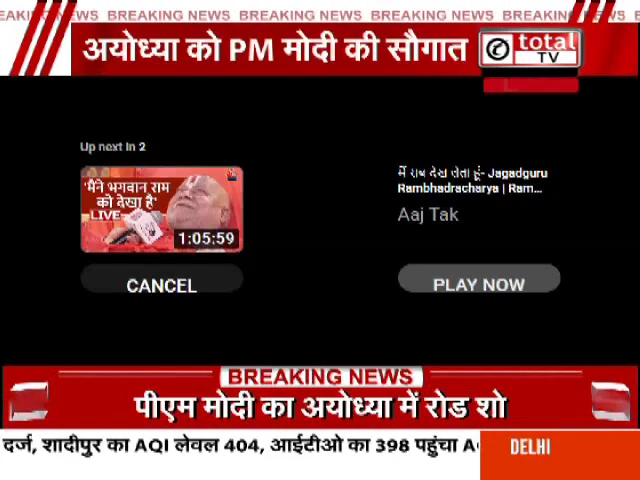 BREAKING NEWS BREAKING NEWS BREAKING NEWS BREAKING NEWS
अयोध्या को PM मोदी की सौगात
total
TV
Up next in 2
'मैंने भगवान राम
को देखा है'
LIVE
1:05:59
मैं सब देख लेता हूं- Jagadguru
Rambhadracharya | Ram...
Aaj Tak
CANCEL
PLAY NOW
BREAKING NEWS
पीएम मोदी का अयोध्या में रोड शो
दर्ज, शादीपुर का AQI लेवल 404, आईटीओ का 398 पहुंचा
DELHI